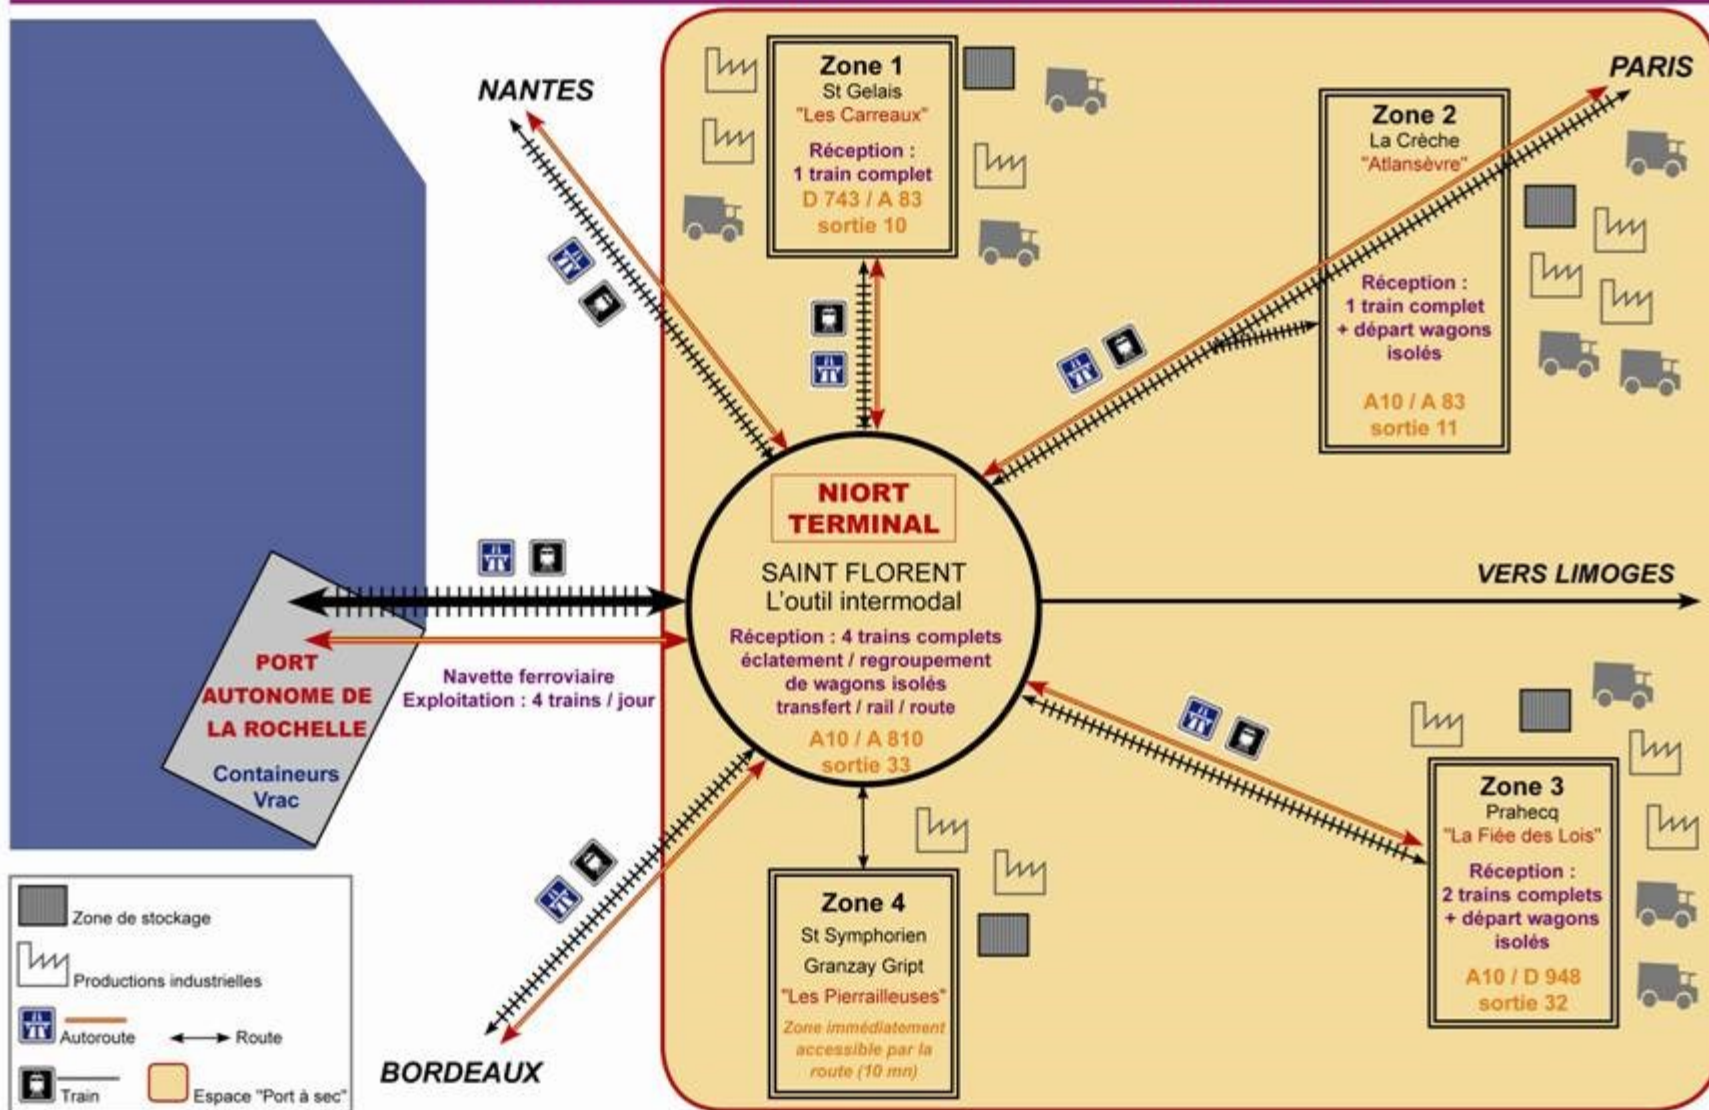 NANTES
Zone 1
St Gelais
"Les Carreaux"
Réception :
1 train complet
D 743 / A 83
sortie 10
PARIS
Zone 2
La Crèche
"Atlansèvre"
Réception :
1 train complet
+ départ wagons
isolés
A10 / A 83
sortie 11
NIORT
TERMINAL
SAINT FLORENT
L'outil intermodal
Réception : 4 trains complets
éclatement / regroupement
de wagons isolés
transfert / rail / route
A10 / A 810
sortie 33
VERS LIMOGES
PORT
AUTONOME DE
LA ROCHELLE
Containeurs
Vrac
Navette ferroviaire
Exploitation : 4 trains / jour
Zone 3
Prahecq
"La Fiée des Lois"
Réception :
2 trains complets
+ départ wagons
isolés
A10 / D 948
sortie 32
Zone 4
St Symphorien
Granzay Gript
"Les Pierrailleuses"
Zone immédiatement
accessible par la
route (10 mn)
BORDEAUX
Zone de stockage
Productions industrielles
Autoroute
Route
Train
Espace "Port à sec"